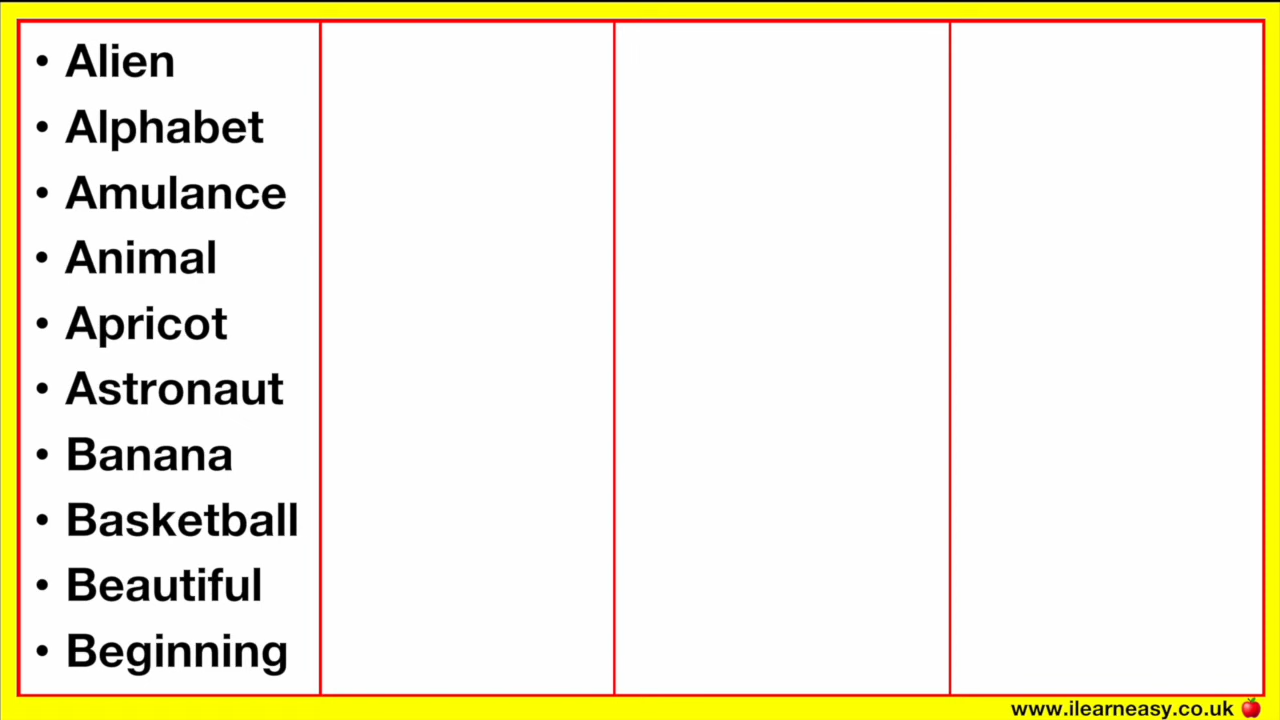 • Alien
• Alphabet
• Amulance
• Animal
• Apricot
• Astronaut
• Banana
• Basketball
• Beautiful
• Beginning
www.ilearneasy.co.uk